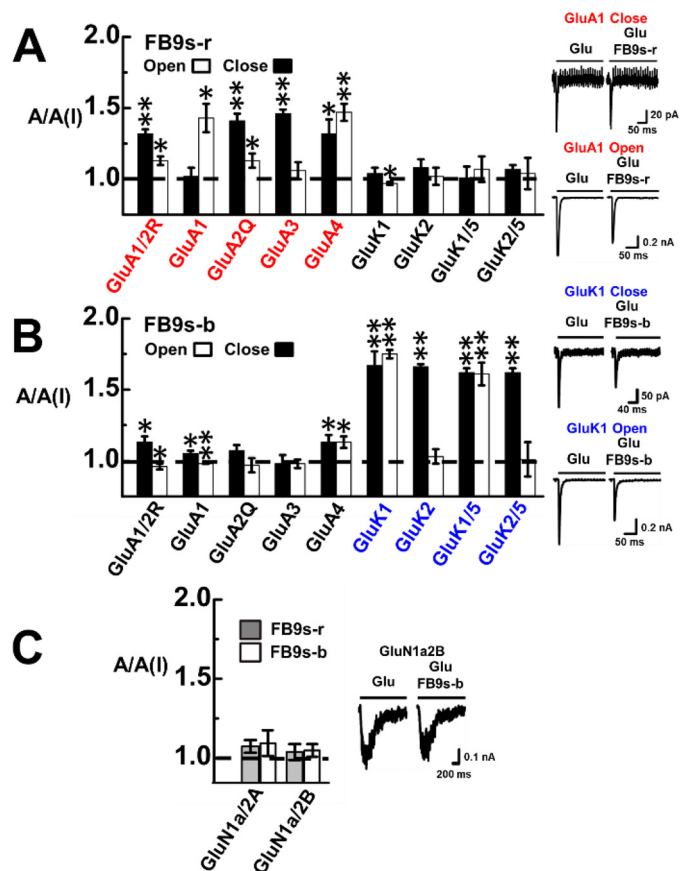 A
2.0
1.5
1.0
A/A(I)
FB9s-r
Open Close
** * * ** * ** * ** *
GluA1/2R GluA1 GluA2Q GluA3 GluA4 GluK1 GluK2 GluK1/5 GluK2/5
GluA1 Close
Glu
Glu FB9s-r
20 pA
50 ms
GluA1 Open
Glu
Glu FB9s-r
0.2 nA
50 ms
B
2.0
1.5
1.0
A/A(I)
FB9s-b
Open Close
* * * ** * * ** ** ** ** ** **
GluA1/2R GluA1 GluA2Q GluA3 GluA4 GluK1 GluK2 GluK1/5 GluK2/5
GluK1 Close
Glu
Glu FB9s-b
50 pA
40 ms
GluK1 Open
Glu
Glu FB9s-b
0.2 nA
50 ms
C
2.0
1.5
1.0
A/A(I)
FB9s-r
FB9s-b
GluN1a/2A GluN1a/2B
GluN1a2B
Glu
Glu FB9s-b
0.1 nA
200 ms